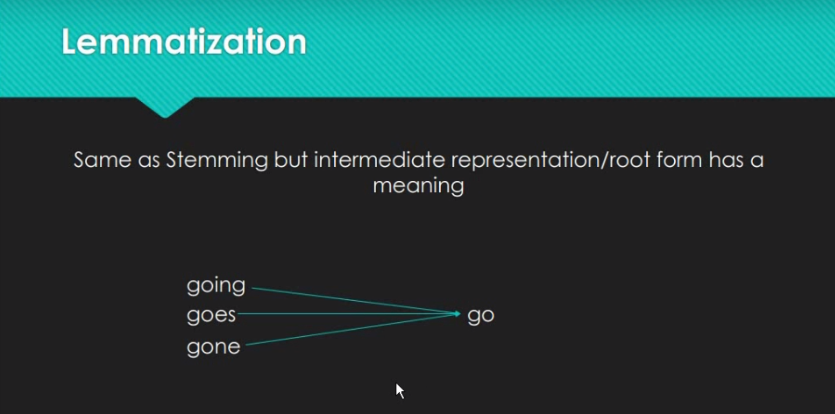 Lemmatization
Same as Stemming but intermediate representation/root form has a
meaning
going
goes
go
gone